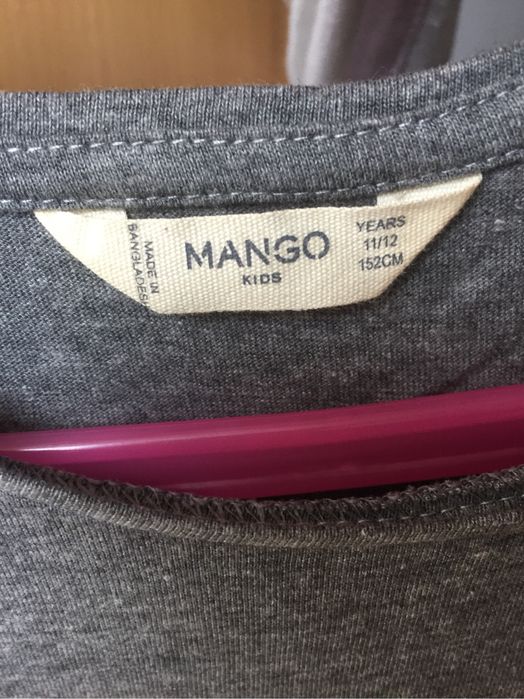 MADE IN
BANGLADESH
MANGO
KIDS
YEARS
11/12
152CM